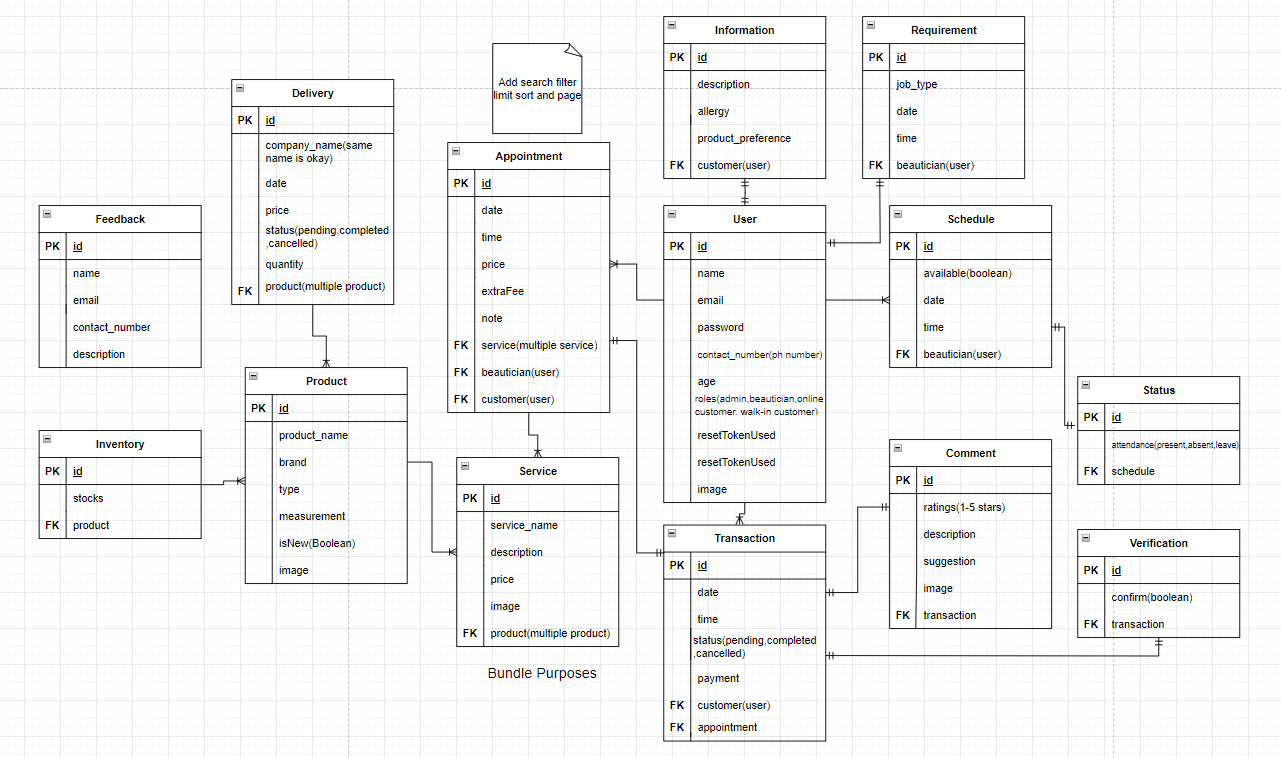 Add search filter
limit sort and page
Information
PK id
description
allergy
product_preference
FK customer(user)
Requirement
PK id
job_type
date
time
FK beautician(user)
Delivery
PK id
company_name(same
name is okay)
date
price
status(pending,completed
,cancelled)
quantity
FK product(multiple product)
Appointment
PK id
date
time
price
extraFee
note
FK service(multiple service)
FK beautician(user)
FK customer(user)
Feedback
PK id
name
email
contact_number
description
User
PK id
name
email
password
contact_number(ph number)
age
roles(admin,beautician,online
customer, walk-in customer)
resetTokenUsed
resetTokenUsed
image
Schedule
PK id
available(boolean)
date
time
FK beautician(user)
Product
PK id
product_name
brand
type
measurement
isNew(Boolean)
image
Status
PK id
attendance(present,absent,leave)
FK schedule
Inventory
PK id
stocks
FK product
Service
PK id
service_name
description
price
image
FK product(multiple product)
Bundle Purposes
Comment
PK id
ratings(1-5 stars)
description
suggestion
image
FK transaction
Transaction
PK id
date
time
status(pending,completed
,cancelled)
payment
FK customer(user)
FK appointment
Verification
PK id
confirm(boolean)
FK transaction